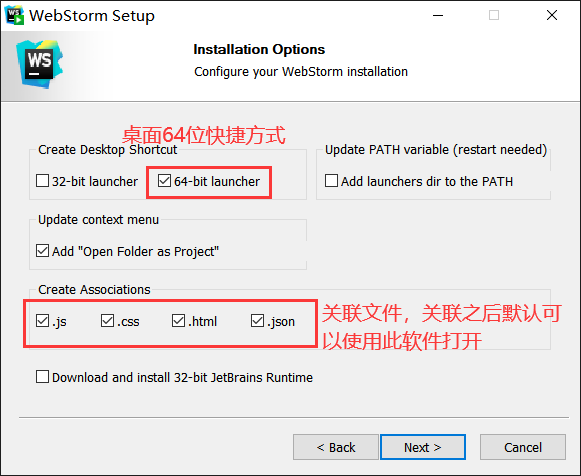 WebStorm Setup
WS
Installation Options
Configure your WebStorm installation
桌面64位快捷方式
Create Desktop Shortcut
32-bit launcher
64-bit launcher
Update PATH variable (restart needed)
Add launchers dir to the PATH
Update context menu
Add "Open Folder as Project"
Create Associations
.js
.css
.html
.json
关联文件，关联之后默认可
以使用此软件打开
Download and install 32-bit JetBrains Runtime
< Back
Next >
Cancel